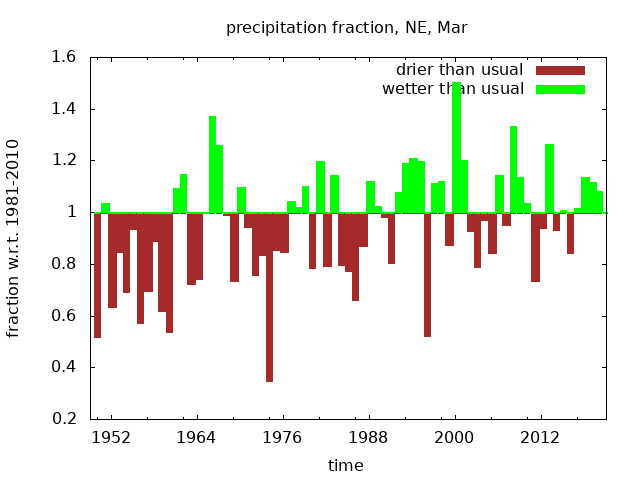 precipitation fraction, NE, Mar
drier than usual
wetter than usual
fraction w.r.t. 1981-2010
1.6
1.4
1.2
1
0.8
0.6
0.4
0.2
1952 1964 1976 1988 2000 2012
time